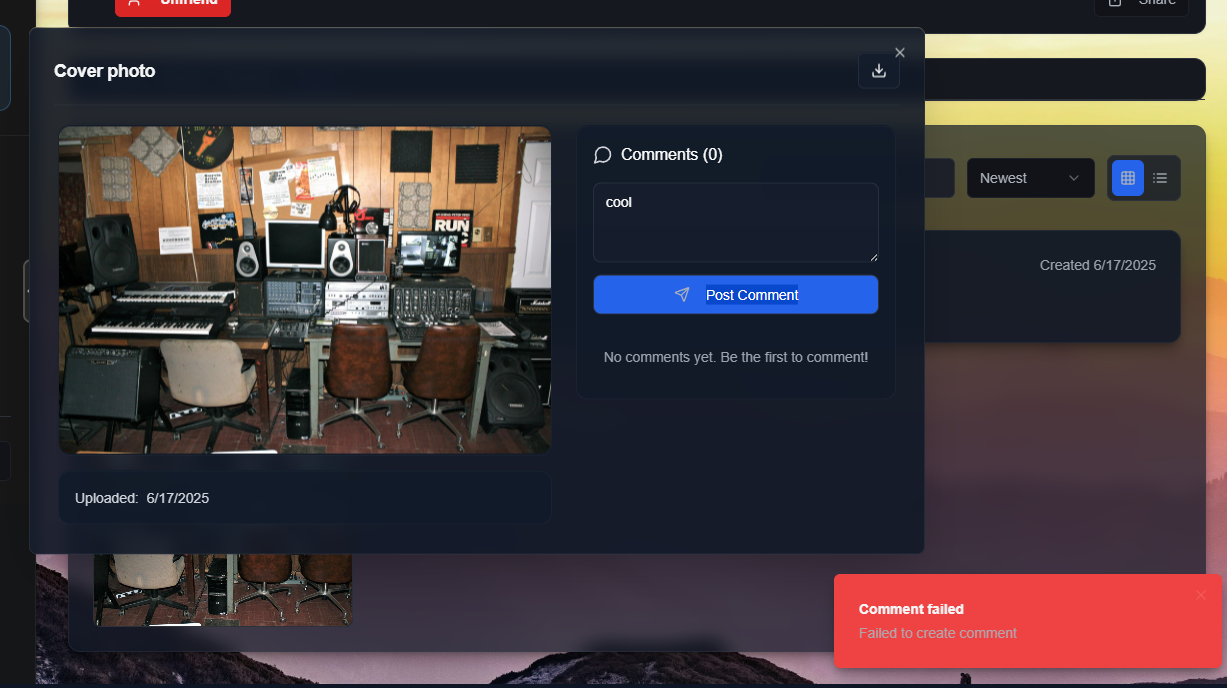 Unfriend
Share
Cover photo
Comments (0)
cool
Post Comment
No comments yet. Be the first to comment!
Newest
Created 6/17/2025
RUN
Uploaded: 6/17/2025
Comment failed
Failed to create comment